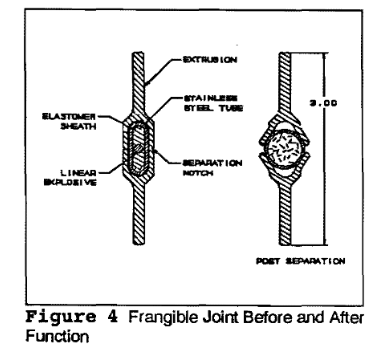 EXTRUSION
STAINLESS
STEEL TUBE
ELASTOMER
SHEATH
3.00
SEPARATION
NOTCH
LINEAR
EXPLOSIVE
POST SEPARATION
Figure 4 Frangible Joint Before and After
Function